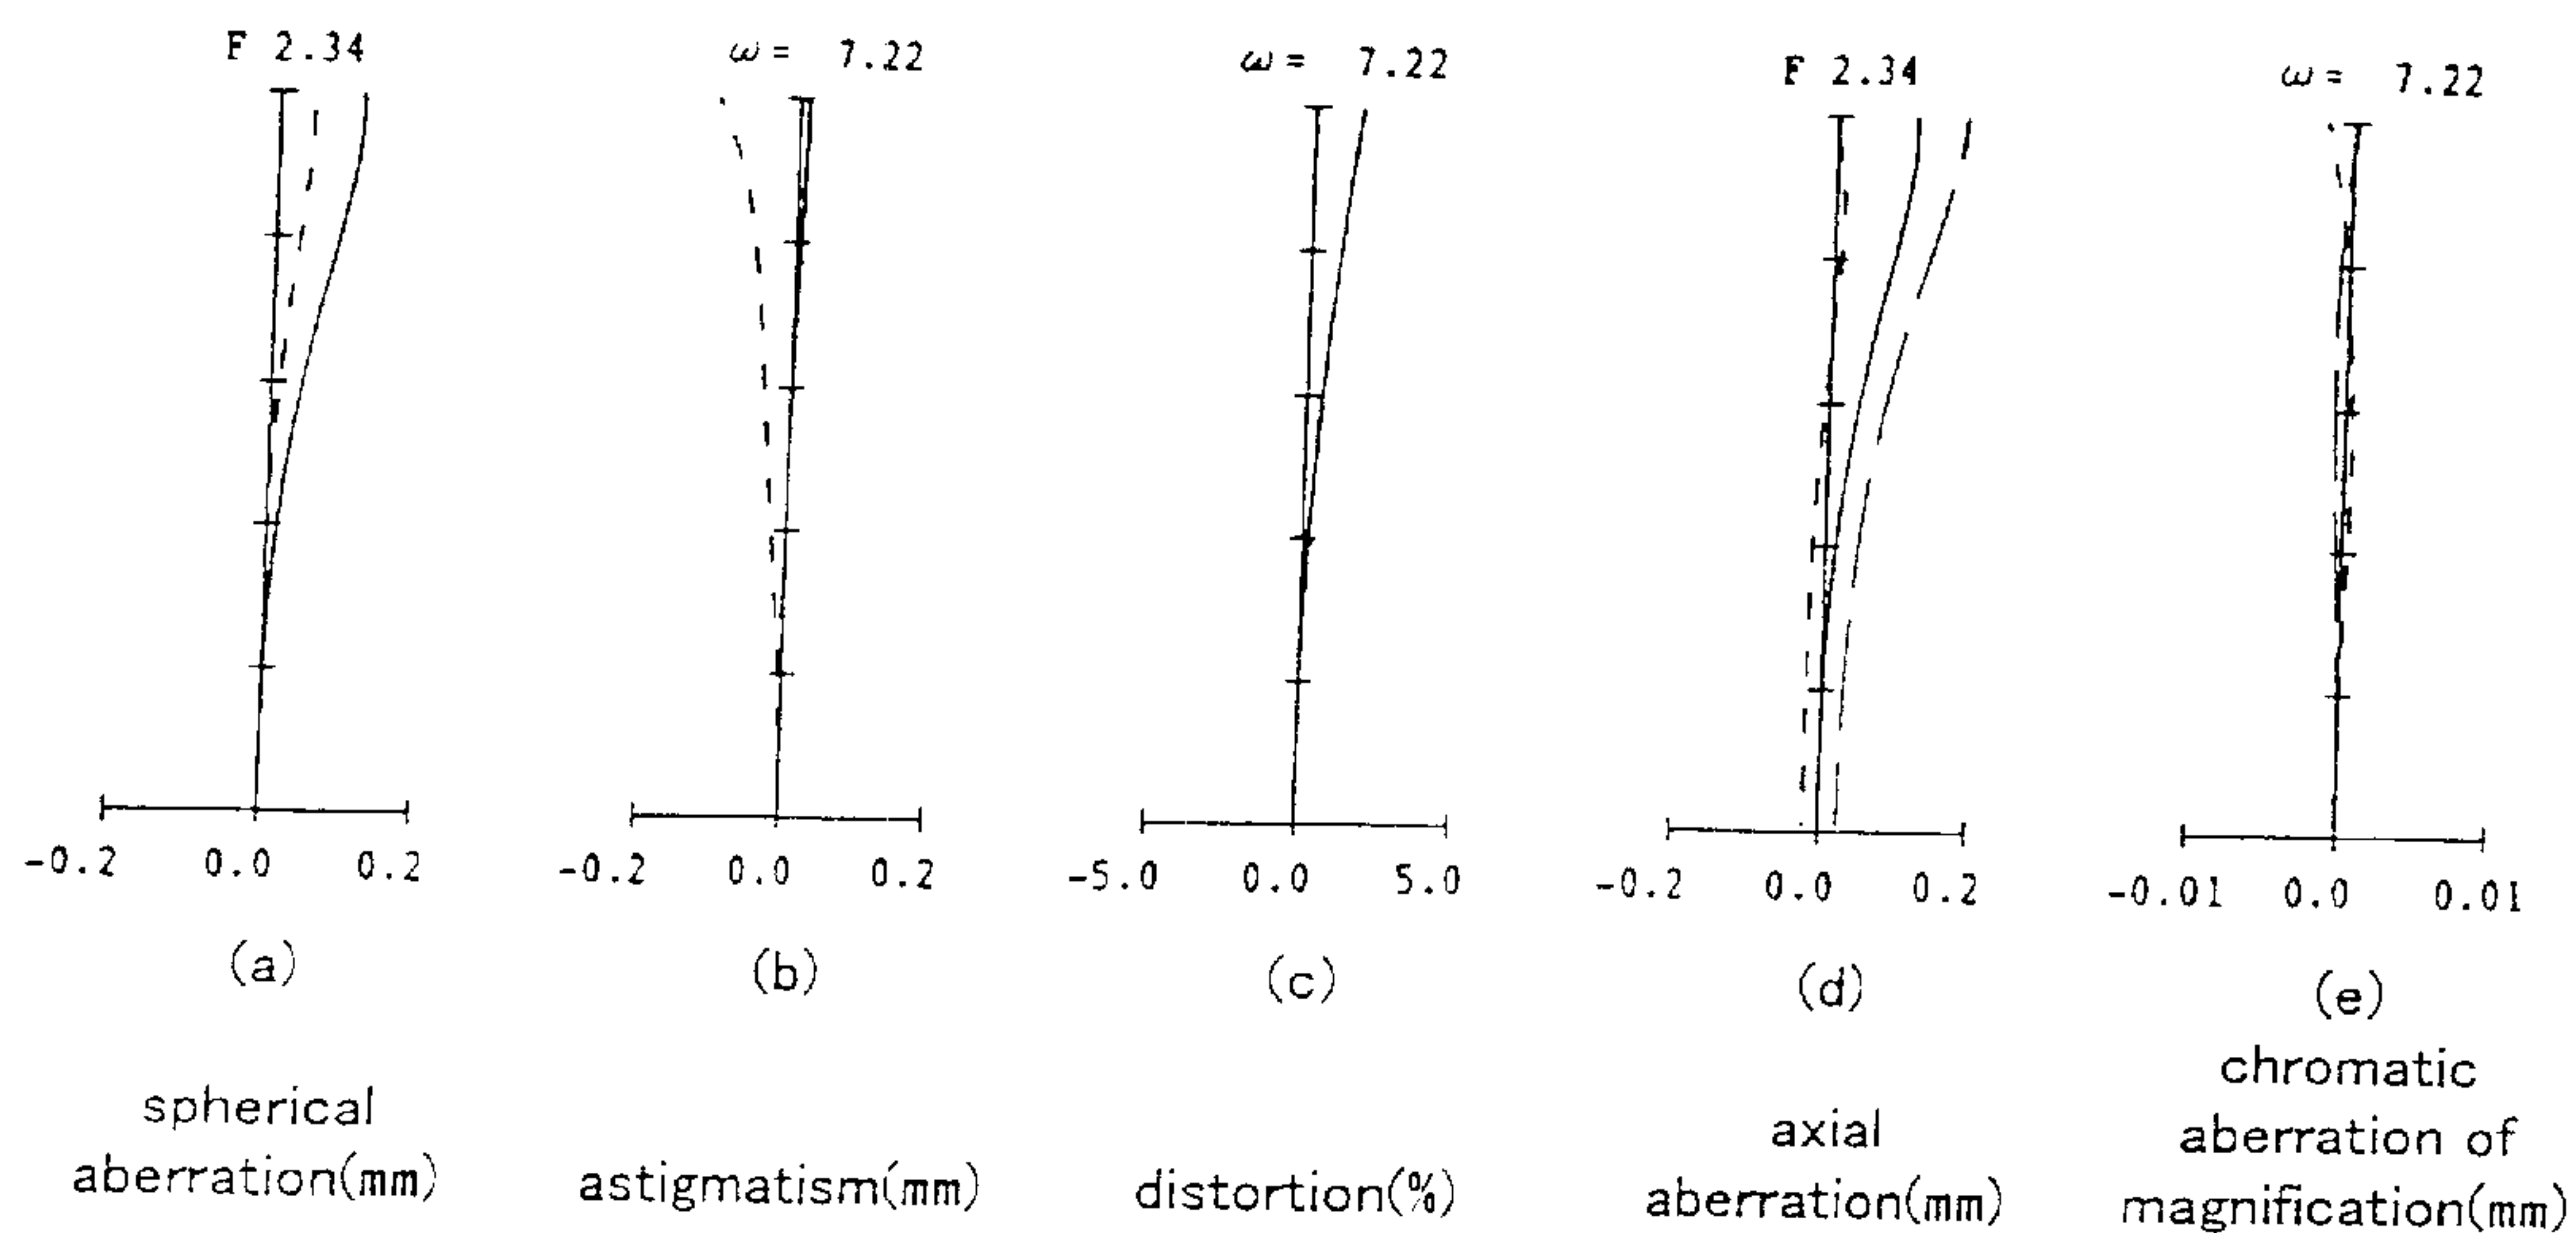 F 2.34
ω = 7.22
ω = 7.22
F 2.34
ω = 7.22
-0.2 0.0 0.2
-0.2 0.0 0.2
-5.0 0.0 5.0
-0.2 0.0 0.2
-0.01 0.0 0.01
(a)
(b)
(c)
(d)
(e)
spherical
aberration(mm)
astigmatism(mm)
distortion(%)
axial
aberration(mm)
chromatic
aberration of
magnification(mm)